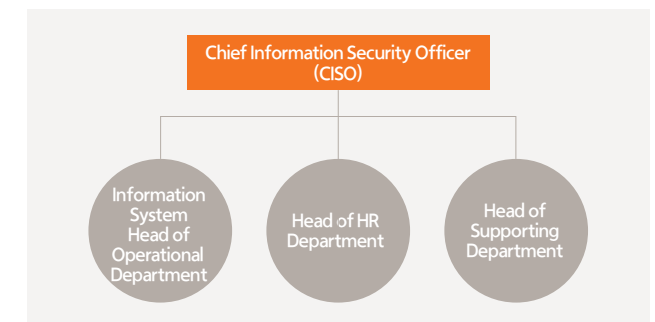 Chief Information Security Officer
(CISO)
Information
System
Head of
Operational
Department
Head of HR
Department
Head of
Supporting
Department